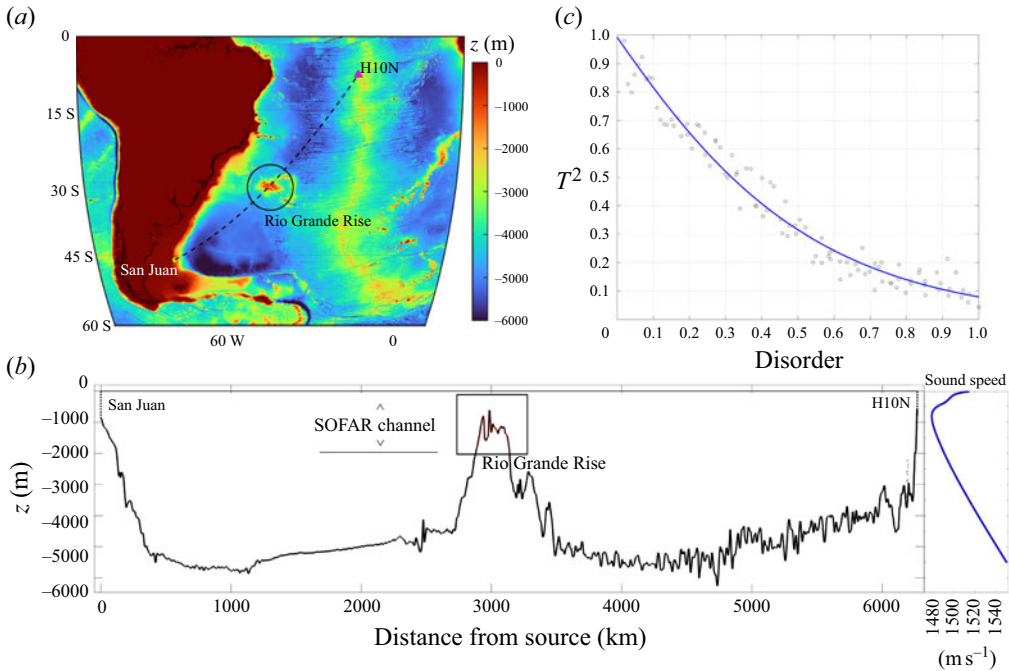 (a)
0
15 S
30 S
45 S
60 S
60 W
0
H10N
Rio Grande Rise
San Juan
z (m)
0
–1000
–2000
–3000
–4000
–5000
–6000
(c)
1.0
0.9
0.8
0.7
0.6
0.5
0.4
0.3
0.2
0.1
T²
0 0.1 0.2 0.3 0.4 0.5 0.6 0.7 0.8 0.9 1.0
Disorder
(b)
0
–1000
–2000
–3000
–4000
–5000
–6000
z (m)
San Juan
SOFAR channel
Rio Grande Rise
H10N
0 1000 2000 3000 4000 5000 6000
Distance from source (km)
Sound speed
1480
1500
1520
1540
(m s⁻¹)